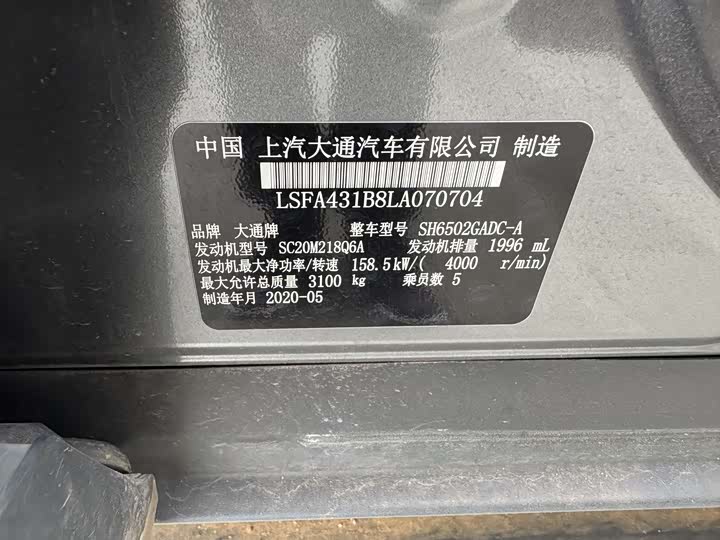 中国 上汽大通汽车有限公司 制造
LSFA431B8LA070704
品牌 大通牌 整车型号 SH6502GADC-A
发动机型号 SC20M218Q6A 发动机排量 1996 mL
发动机最大净功率/转速 158.5kW/( 4000 r/min)
最大允许总质量 3100 kg 乘员数 5
制造年月 2020-05